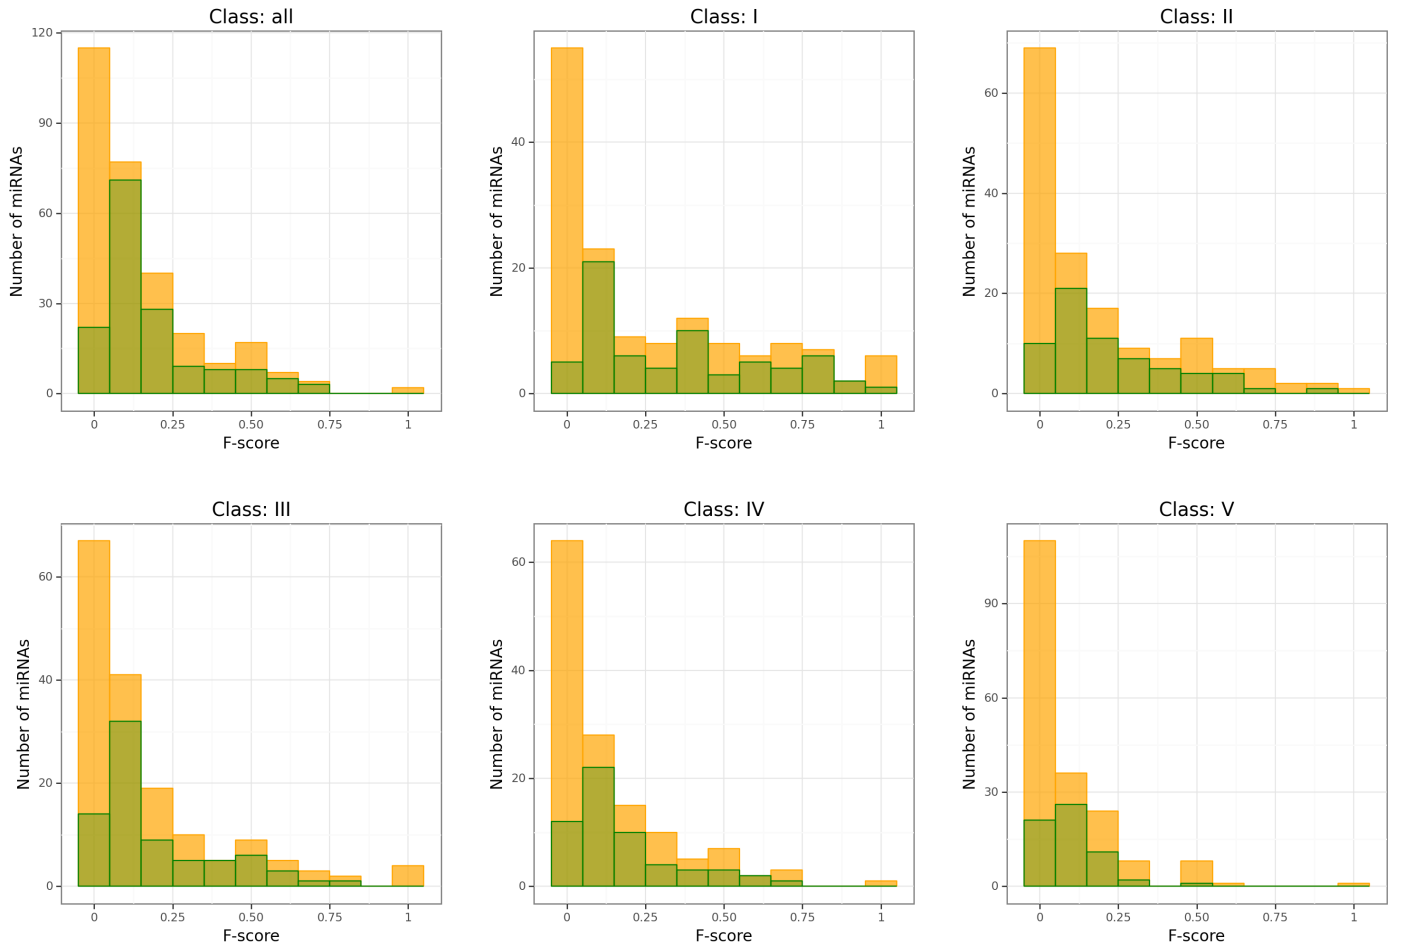 Class: all
Number of miRNAs
120
90
60
30
0
0 0.25 0.50 0.75 1
F-score
Class: I
Number of miRNAs
40
20
0
0 0.25 0.50 0.75 1
F-score
Class: II
Number of miRNAs
60
40
20
0
0 0.25 0.50 0.75 1
F-score
Class: III
Number of miRNAs
60
40
20
0
0 0.25 0.50 0.75 1
F-score
Class: IV
Number of miRNAs
60
40
20
0
0 0.25 0.50 0.75 1
F-score
Class: V
Number of miRNAs
90
60
30
0
0 0.25 0.50 0.75 1
F-score